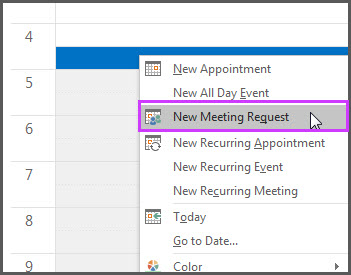 4
5
New Appointment
New All Day Event
6
New Meeting Request
New Recurring Appointment
7
New Recurring Event
New Recurring Meeting
8
Today
Go to Date...
9
Color